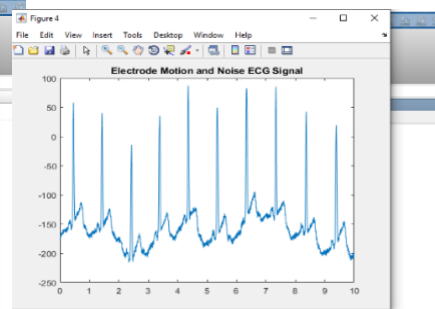 Figure 4
File Edit View Insert Tools Desktop Window Help
Electrode Motion and Noise ECG Signal
100
50
0
-50
-100
-150
-200
-250
0 1 2 3 4 5 6 7 8 9 10